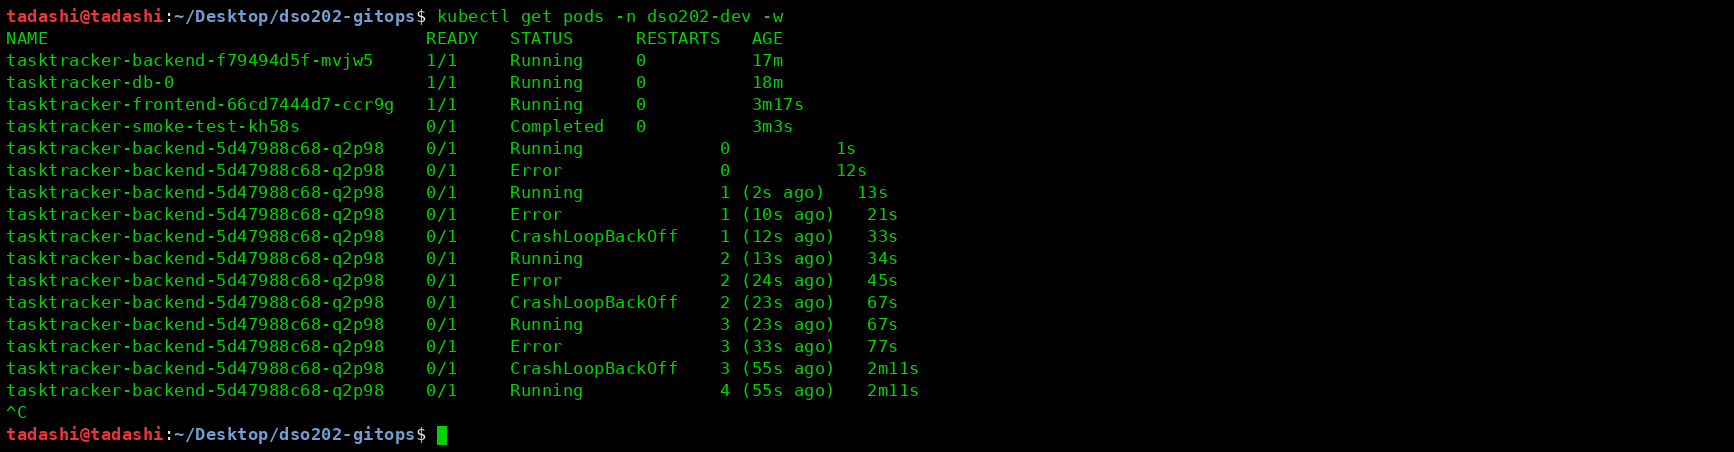 tadashi@tadashi:~/Desktop/dso202-gitops$ kubectl get pods -n dso202-dev -w
NAME                                    READY   STATUS      RESTARTS   AGE
tasktracker-backend-f79494d5f-mvjw5     1/1     Running     0          17m
tasktracker-db-0                        1/1     Running     0          18m
tasktracker-frontend-66cd7444d7-ccr9g   1/1     Running     0          3m17s
tasktracker-smoke-test-kh58s            0/1     Completed   0          3m3s
tasktracker-backend-5d47988c68-q2p98    0/1     Running             0          1s
tasktracker-backend-5d47988c68-q2p98    0/1     Error               0          12s
tasktracker-backend-5d47988c68-q2p98    0/1     Running             1 (2s ago)   13s
tasktracker-backend-5d47988c68-q2p98    0/1     Error               1 (10s ago)   21s
tasktracker-backend-5d47988c68-q2p98    0/1     CrashLoopBackOff    1 (12s ago)   33s
tasktracker-backend-5d47988c68-q2p98    0/1     Running             2 (13s ago)   34s
tasktracker-backend-5d47988c68-q2p98    0/1     Error               2 (24s ago)   45s
tasktracker-backend-5d47988c68-q2p98    0/1     CrashLoopBackOff    2 (23s ago)   67s
tasktracker-backend-5d47988c68-q2p98    0/1     Running             3 (23s ago)   67s
tasktracker-backend-5d47988c68-q2p98    0/1     Error               3 (33s ago)   77s
tasktracker-backend-5d47988c68-q2p98    0/1     CrashLoopBackOff    3 (55s ago)   2m11s
tasktracker-backend-5d47988c68-q2p98    0/1     Running             4 (55s ago)   2m11s
^C
tadashi@tadashi:~/Desktop/dso202-gitops$